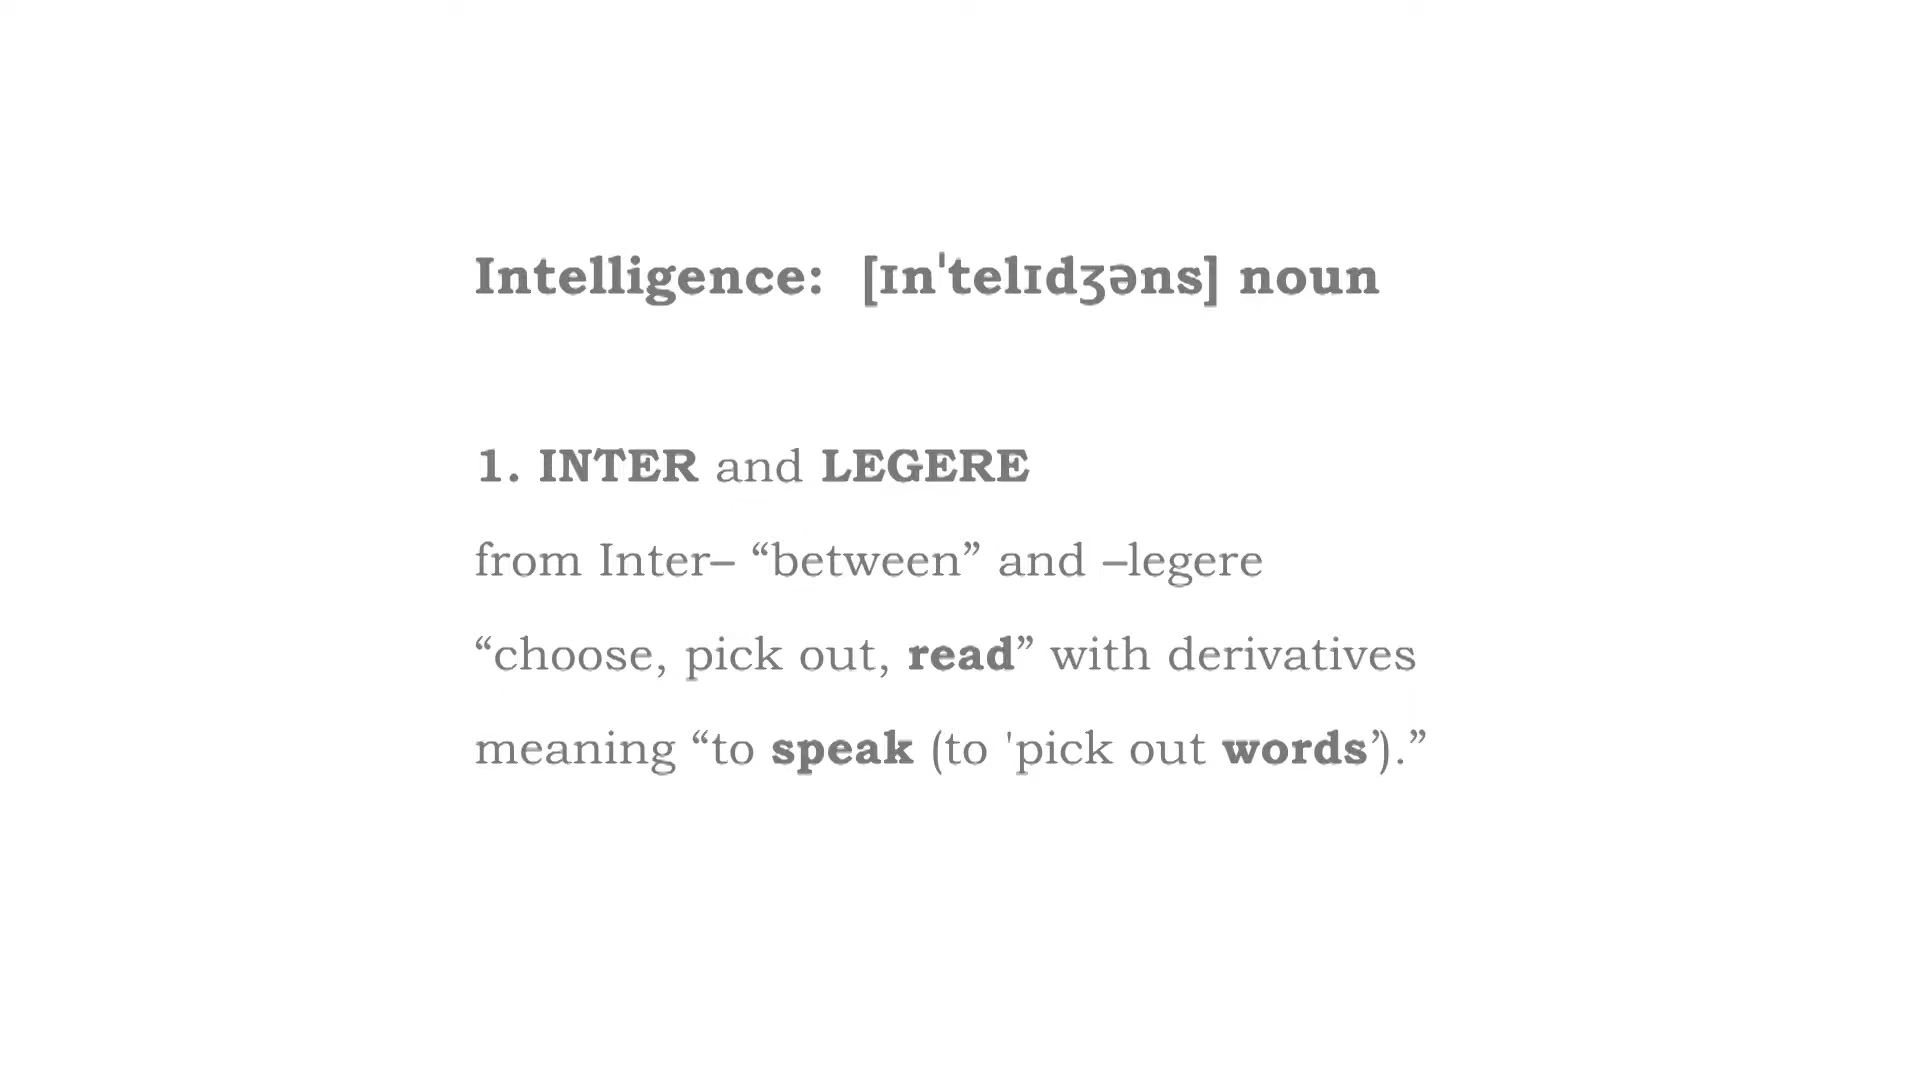 Intelligence:  [ɪnˈtelɪdʒəns] noun
1. INTER and LEGERE
from Inter– “between” and –legere
“choose, pick out, read” with derivatives
meaning “to speak (to 'pick out words’).”